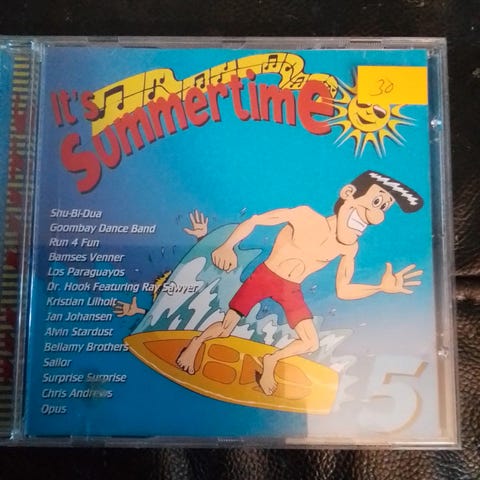 30
It's
Summertime
Shu-Bi-Dua
Goombay Dance Band
Run 4 Fun
Bamses Venner
Los Paraguayos
Dr. Hook Featuring Ray Sawyer
Kristian Lilholt
Jan Johansen
Alvin Stardust
Bellamy Brothers
Sailor
Surprise Surprise
Chris Andrews
Opus
5